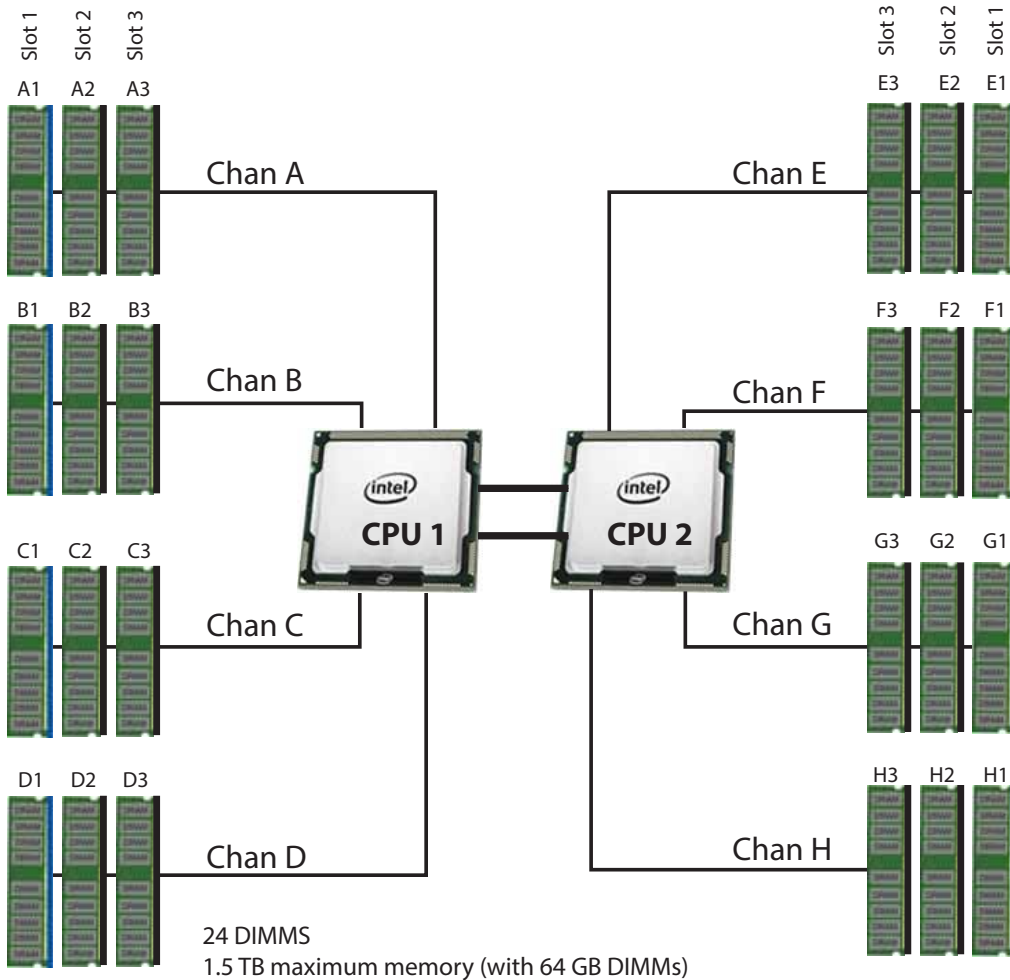 Slot 1 Slot 2 Slot 3
Slot 3 Slot 2 Slot 1
A1 A2 A3
E3 E2 E1
Chan A
Chan E
B1 B2 B3
F3 F2 F1
Chan B
Chan F
intel
CPU 1
intel
CPU 2
C1 C2 C3
G3 G2 G1
Chan C
Chan G
D1 D2 D3
H3 H2 H1
Chan D
Chan H
24 DIMMS
1.5 TB maximum memory (with 64 GB DIMMs)